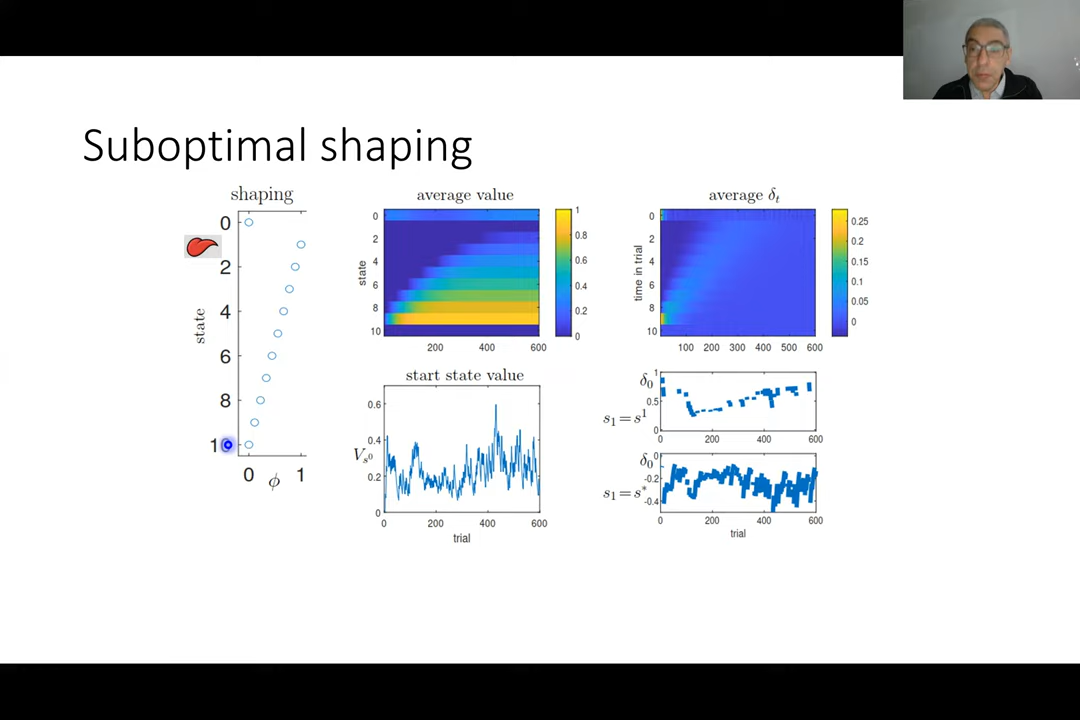 Suboptimal shaping
shaping
0
2
4
6
8
10
state
0 ϕ 1
average value
0
2
4
6
8
10
state
200 400 600
1
0.8
0.6
0.4
0.2
0
average δt
0
2
4
6
8
10
time in trial
100 200 300 400 500 600
0.25
0.2
0.15
0.1
0.05
0
start state value
0.6
0.4
0.2
0
Vs0
0 200 400 600
trial
1
0.5
0
δ0
s1=s1
0 200 400 600
0
-0.2
-0.4
δ0
s1=s*
0 200 400 600
trial